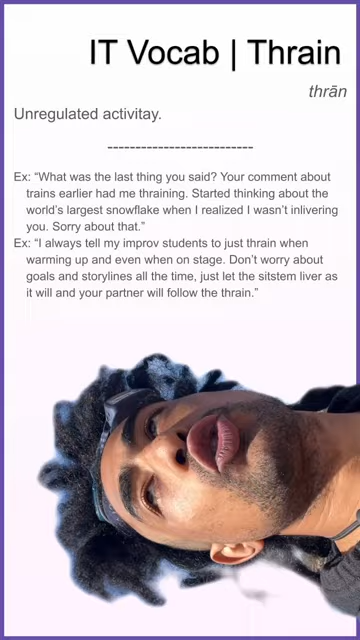 IT Vocab | Thrain
thrān
Unregulated activitay.
--------------------------
Ex: “What was the last thing you said? Your comment about
trains earlier had me thraining. Started thinking about the
world’s largest snowflake when I realized I wasn’t inlivering
you. Sorry about that.”
Ex: “I always tell my improv students to just thrain when
warming up and even when on stage. Don’t worry about
goals and storylines all the time, just let the sitstem liver as
it will and your partner will follow the thrain.”